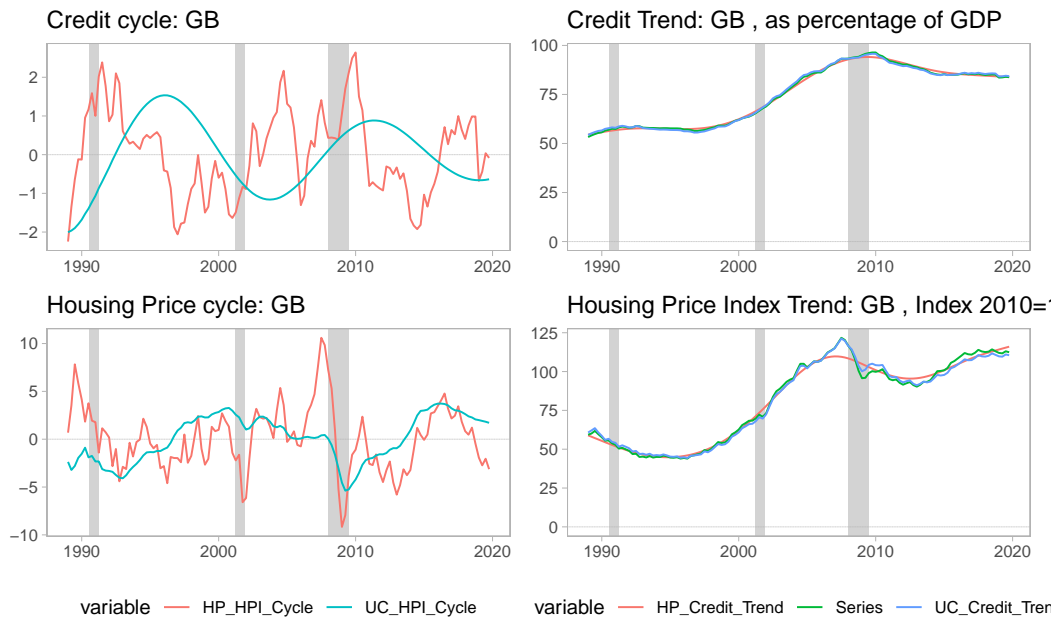 Credit cycle: GB
Credit Trend: GB , as percentage of GDP
2
1
0
-1
-2
1990 2000 2010 2020
100
75
50
25
0
1990 2000 2010 2020
Housing Price cycle: GB
Housing Price Index Trend: GB , Index 2010=
10
5
0
-5
-10
1990 2000 2010 2020
125
100
75
50
25
0
1990 2000 2010 2020
variable HP_HPI_Cycle UC_HPI_Cycle
variable HP_Credit_Trend Series UC_Credit_Tren